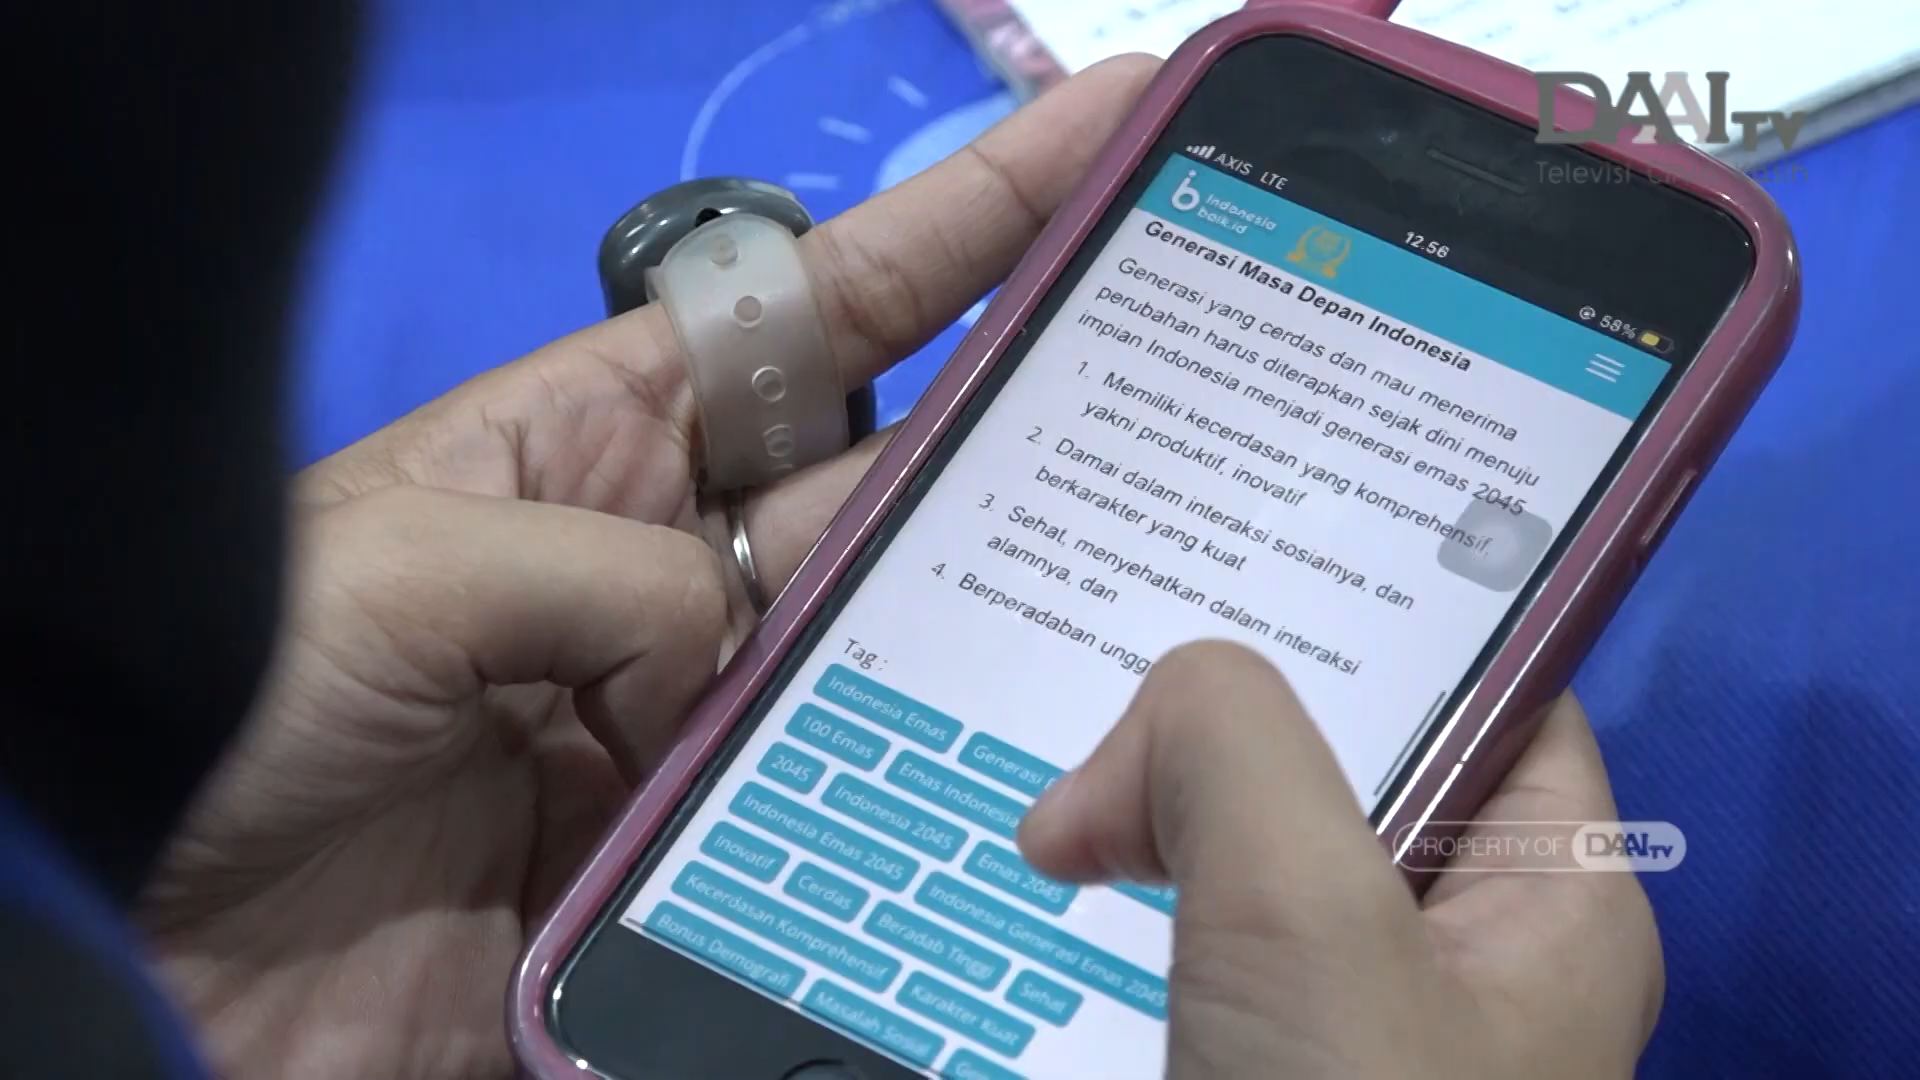 DAAI TV
Televisi
AXIS LTE
12.56
58%
Indonesia
baik.id
Generasi Masa Depan Indonesia
Generasi yang cerdas dan mau menerima
perubahan harus diterapkan sejak dini menuju
impian Indonesia menjadi generasi emas 2045
1. Memiliki kecerdasan yang komprehensif,
yakni produktif, inovatif
2. Damai dalam interaksi sosialnya, dan
berkarakter yang kuat
3. Sehat, menyehatkan dalam interaksi
alamnya, dan
4. Berperadaban ungg
Tag :
Indonesia Emas
Generasi
100 Emas
Emas Indonesia
2045
Indonesia 2045
Emas 2045
Indonesia Emas 2045
Indonesia Generasi Emas 2045
Inovatif
Cerdas
Beradab Tinggi
Sehat
Kecerdasan Komprehensif
Karakter Kuat
Bonus Demografi
Masalah Sosial
PROPERTY OF DAAI TV